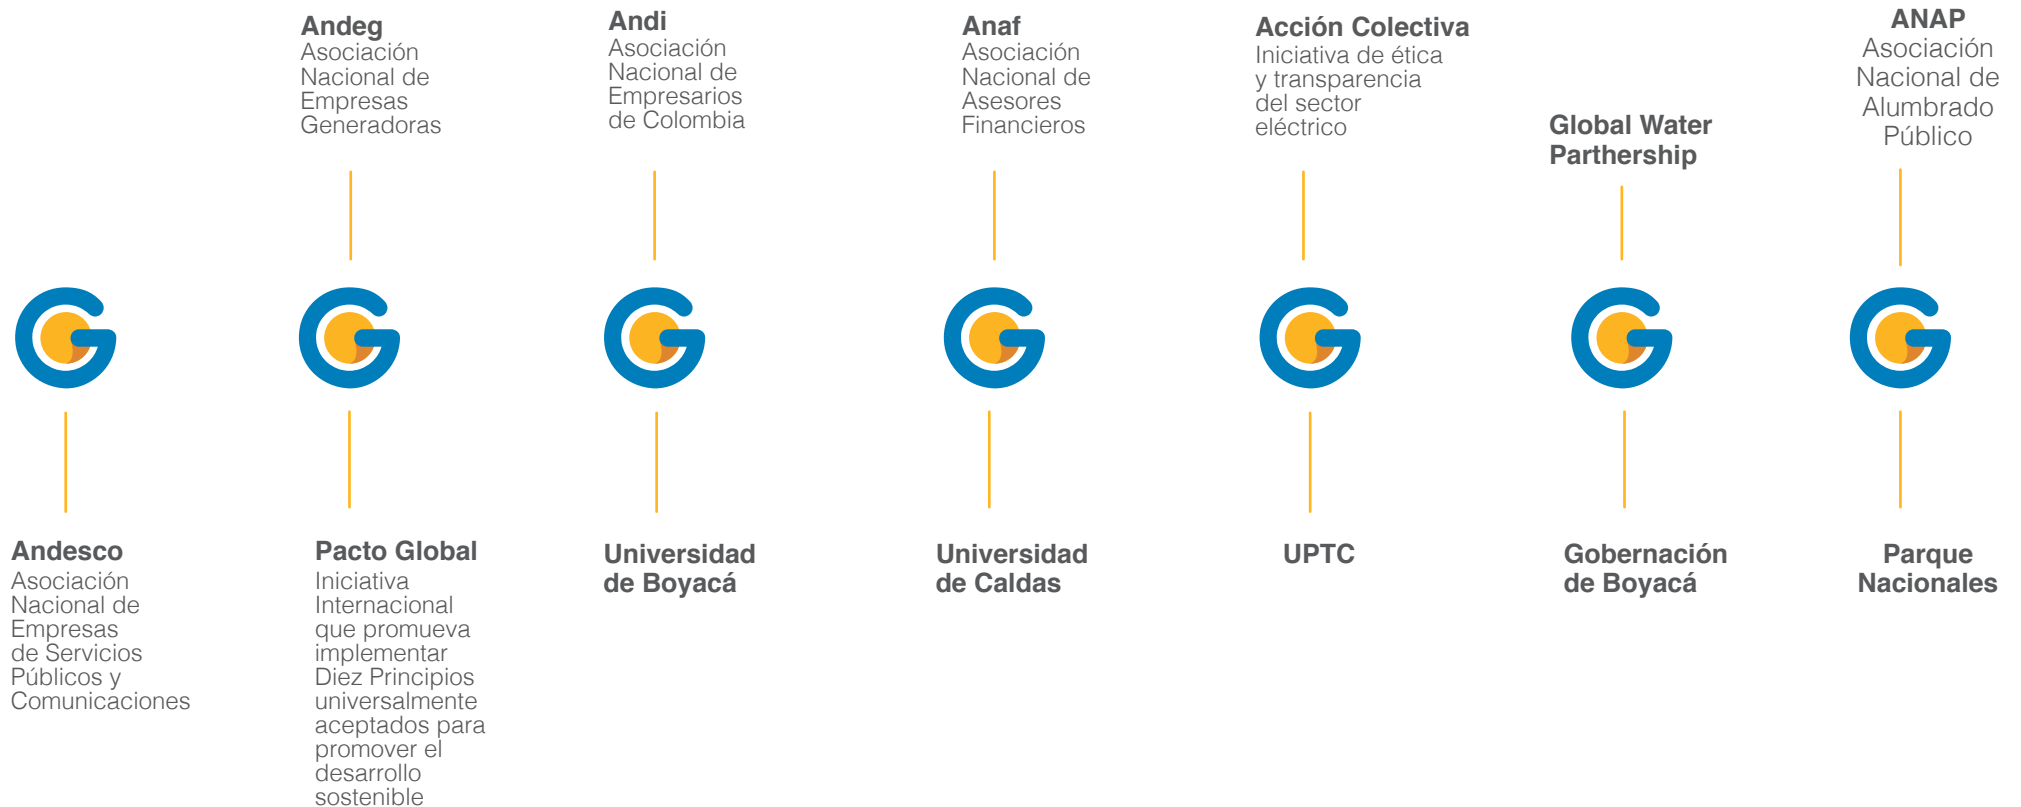 Andeg
Asociación
Nacional de
Empresas
Generadoras
Andi
Asociación
Nacional de
Empresarios
de Colombia
Anaf
Asociación
Nacional de
Asesores
Financieros
Acción Colectiva
Iniciativa de ética
y transparencia
del sector
eléctrico
Global Water
Parthership
ANAP
Asociación
Nacional de
Alumbrado
Público
Andesco
Asociación
Nacional de
Empresas
de Servicios
Públicos y
Comunicaciones
Pacto Global
Iniciativa
Internacional
que promueva
implementar
Diez Principios
universalmente
aceptados para
promover el
desarrollo
sostenible
Universidad
de Boyacá
Universidad
de Caldas
UPTC
Gobernación
de Boyacá
Parque
Nacionales